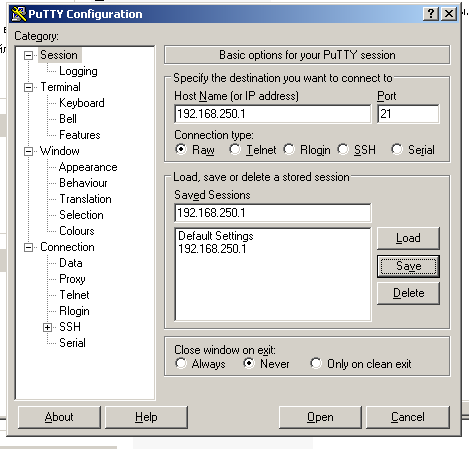 PuTTY Configuration
Category:
Session
Logging
Terminal
Keyboard
Bell
Features
Window
Appearance
Behaviour
Translation
Selection
Colours
Connection
Data
Proxy
Telnet
Rlogin
SSH
Serial
Basic options for your PuTTY session
Specify the destination you want to connect to
Host Name (or IP address) Port
192.168.250.1 21
Connection type:
Raw Telnet Rlogin SSH Serial
Load, save or delete a stored session
Saved Sessions
192.168.250.1
Default Settings
192.168.250.1
Load
Save
Delete
Close window on exit:
Always Never Only on clean exit
About Help Open Cancel